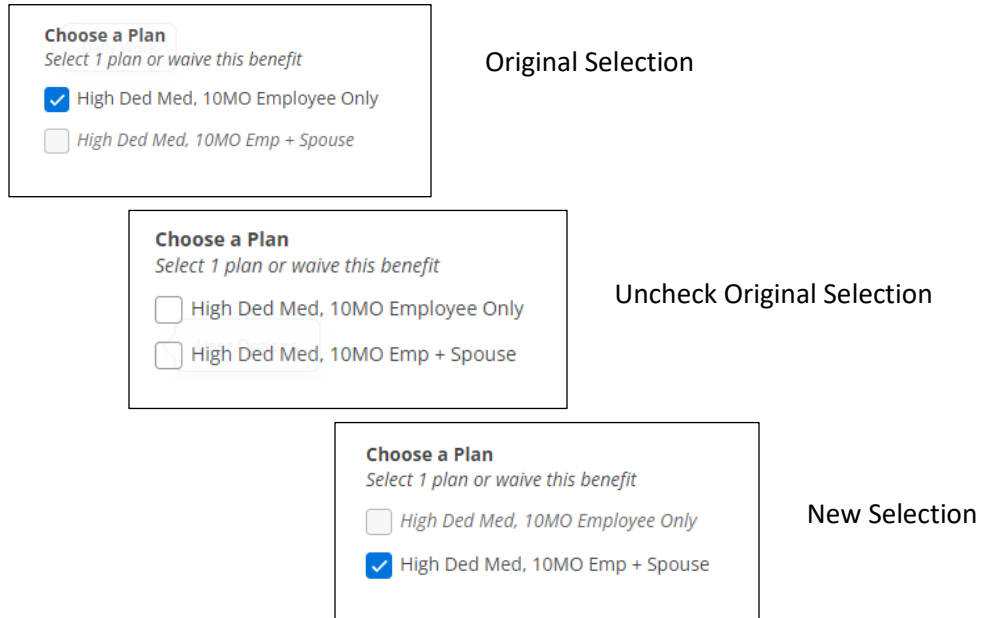 Choose a Plan
Select 1 plan or waive this benefit
High Ded Med, 10MO Employee Only
High Ded Med, 10MO Emp + Spouse
Original Selection
Choose a Plan
Select 1 plan or waive this benefit
High Ded Med, 10MO Employee Only
High Ded Med, 10MO Emp + Spouse
Uncheck Original Selection
Choose a Plan
Select 1 plan or waive this benefit
High Ded Med, 10MO Employee Only
High Ded Med, 10MO Emp + Spouse
New Selection